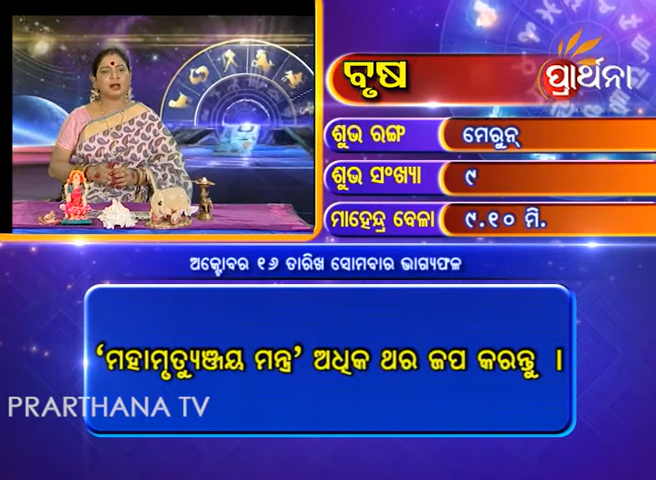 ବୃଷ
ପ୍ରାର୍ଥନା
ଶୁଭ ରଙ୍ଗ
ମେରୁନ୍
ଶୁଭ ସଂଖ୍ୟା
୯
ମାହେନ୍ଦ୍ର ବେଳା
୯.୧୦ ମି.
ଅକ୍ଟୋବର ୧୬ ତାରିଖ ସୋମବାର ଭାଗ୍ୟଫଳ
‘ମହାମୃତ୍ୟୁଞ୍ଜୟ ମନ୍ତ୍ର’ ଅଧିକ ଥର ଜପ କରନ୍ତୁ ।
PRARTHANA TV